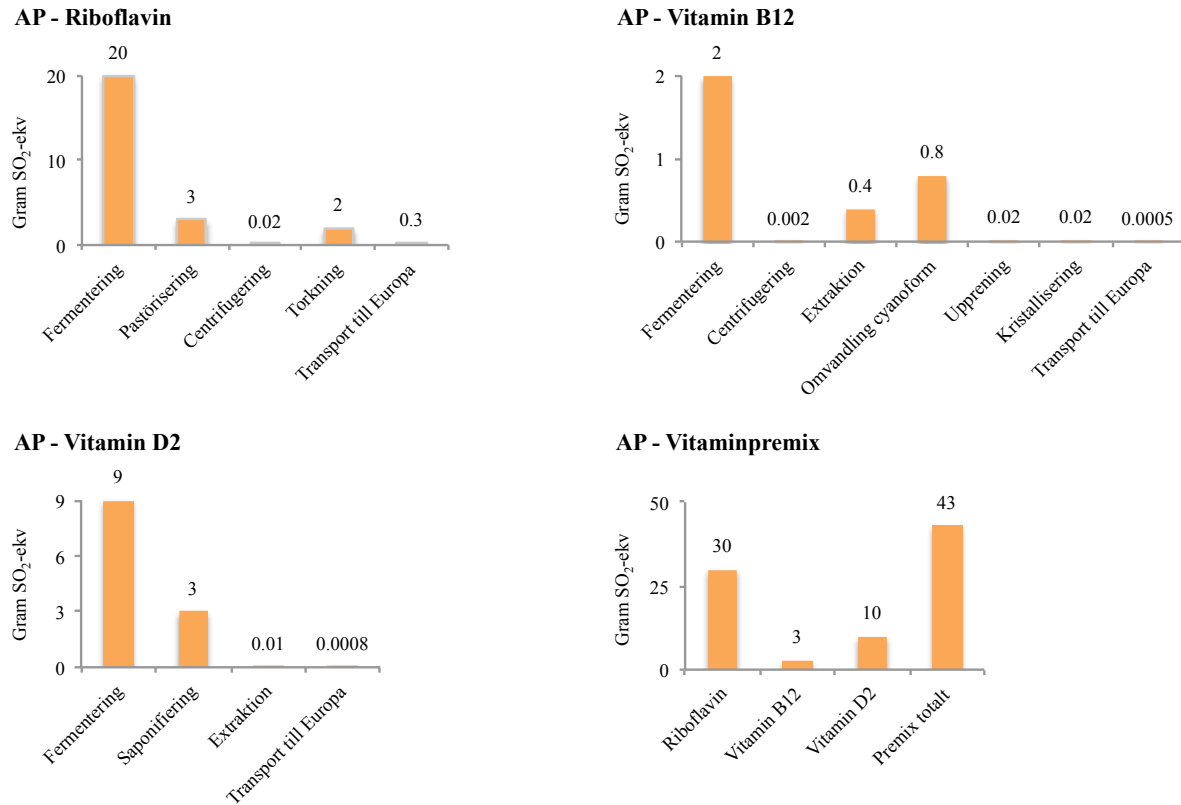 AP - Riboflavin
Gram SO₂-ekv
20
10
0
20
3
0.02
2
0.3
Fermentering
Pastörisering
Centrifugering
Torkning
Transport till Europa
AP - Vitamin B12
Gram SO₂-ekv
2
1
0
2
0.002
0.4
0.8
0.02
0.02
0.0005
Fermentering
Centrifugering
Extraktion
Omvandling cyanoform
Upprening
Kristallisering
Transport till Europa
AP - Vitamin D2
Gram SO₂-ekv
9
6
3
0
9
3
0.01
0.0008
Fermentering
Saponifiering
Extraktion
Transport till Europa
AP - Vitaminpremix
Gram SO₂-ekv
50
25
0
30
3
10
43
Riboflavin
Vitamin B12
Vitamin D2
Premix totalt